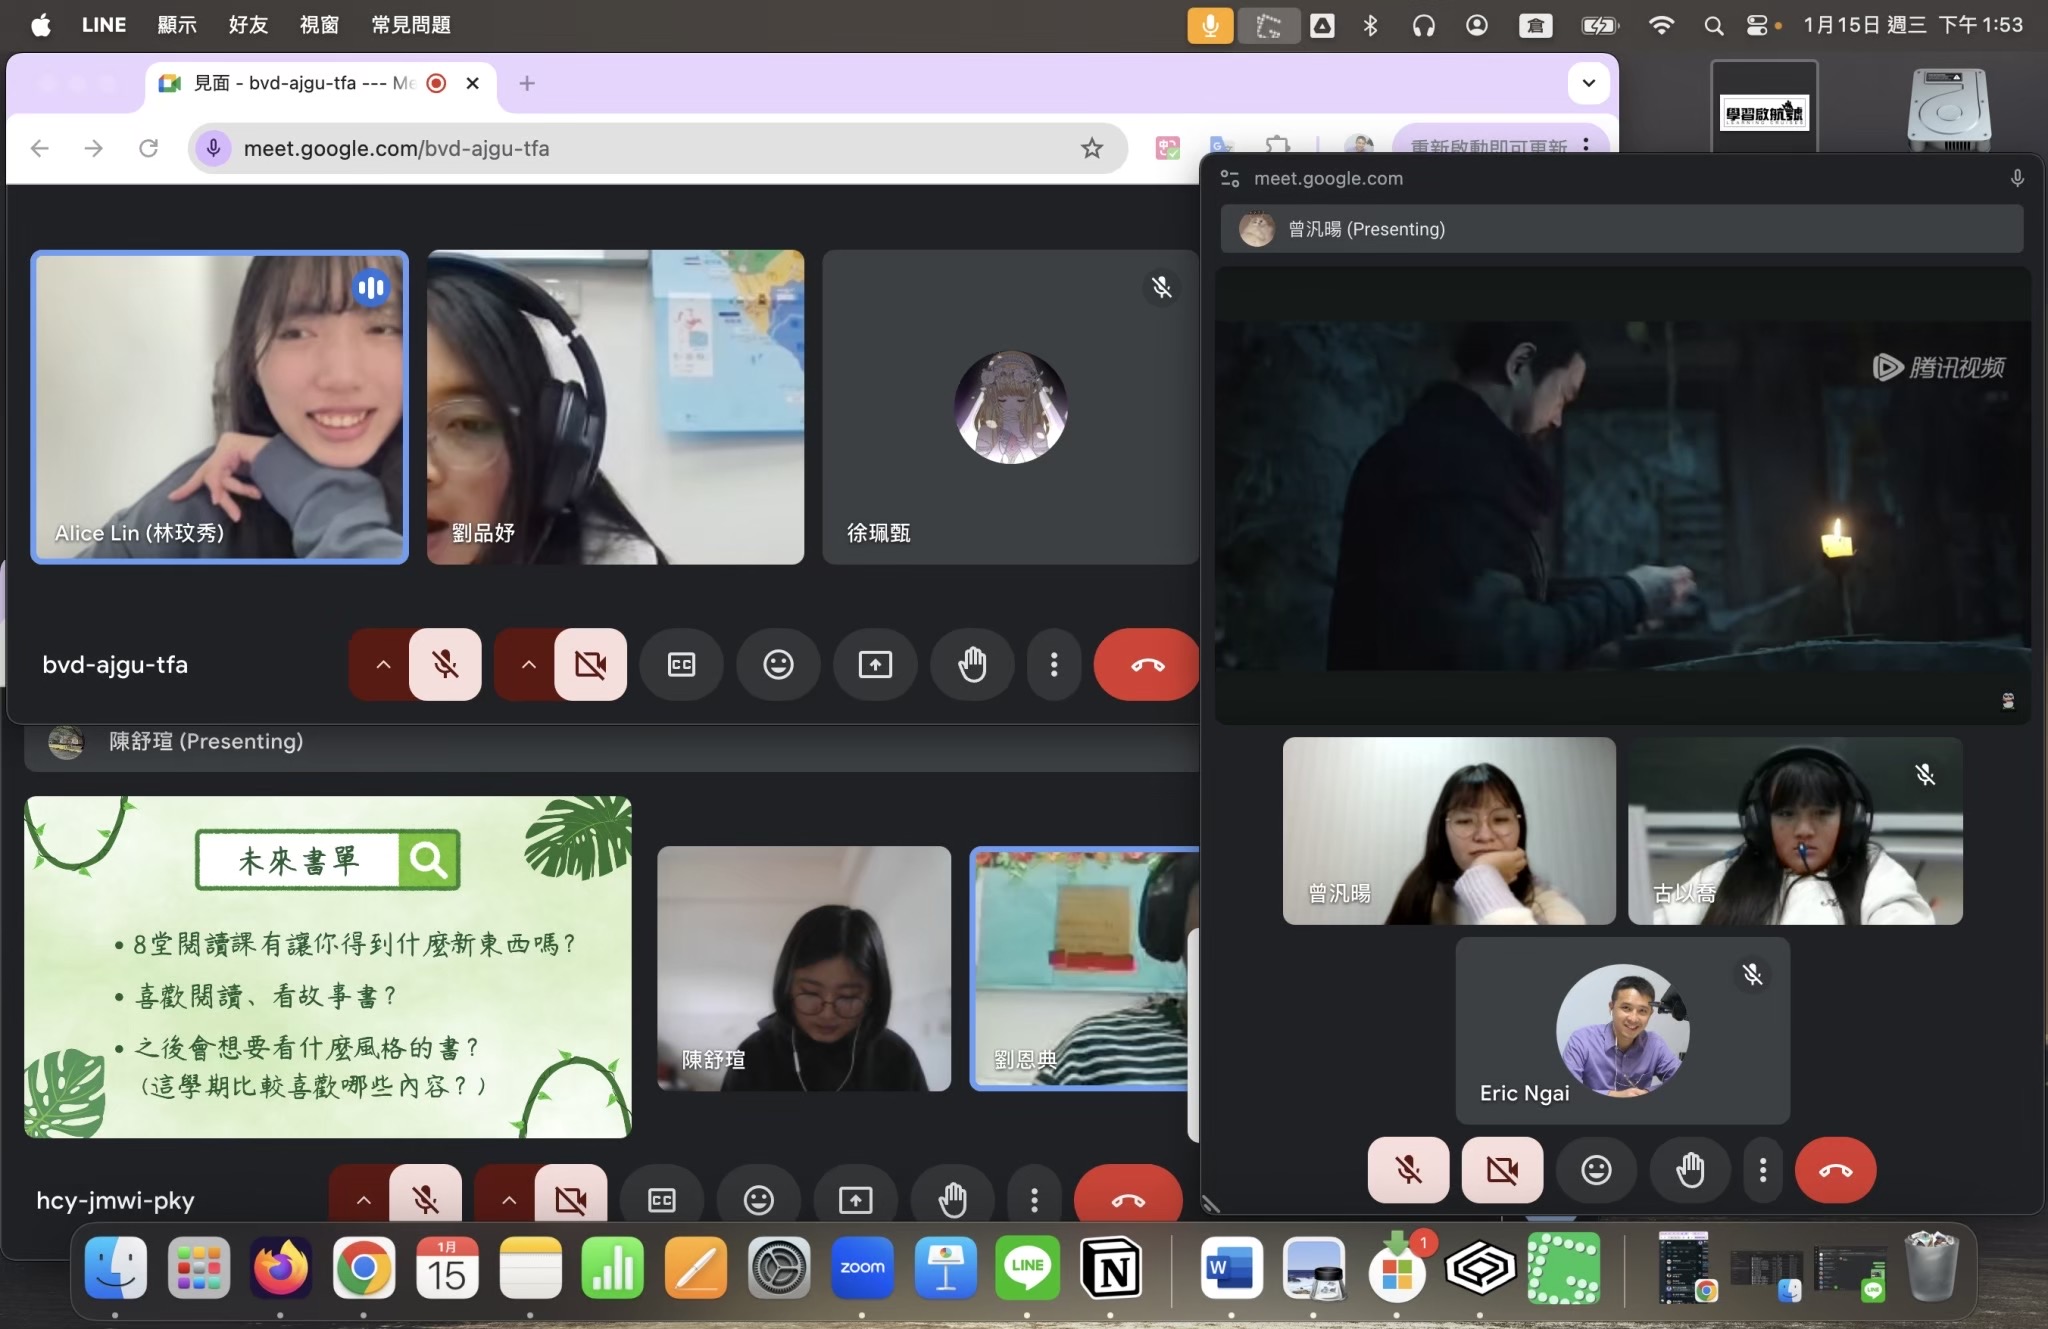 LINE 顯示 好友 視窗 常見問題
倉
1月15日 週三 下午1:53
見面 - bvd-ajgu-tfa --- Me
學習啟航號
meet.google.com/bvd-ajgu-tfa
重新啟動即可更新
meet.google.com
曾汎暘 (Presenting)
腾讯视频
Alice Lin (林玟秀)
劉品妤
徐珮甄
bvd-ajgu-tfa
CC
陳舒瑄 (Presenting)
未來書單
• 8堂閱讀課有讓你得到什麼新東西嗎？
• 喜歡閱讀、看故事書？
• 之後會想要看什麼風格的書？
（這學期比較喜歡哪些內容？）
陳舒瑄
劉恩典
曾汎暘
古以喬
Eric Ngai
hcy-jmwi-pky
CC
1月
15
zoom
LINE
N
W
1